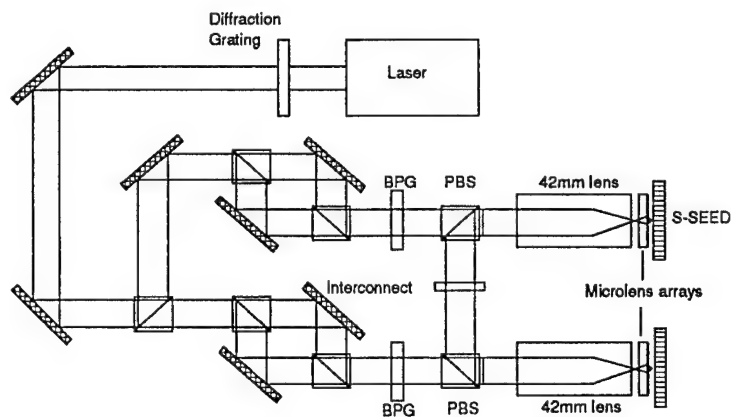 Diffraction
Grating
Laser
BPG
PBS
42mm lens
S-SEED
Interconnect
Microlens arrays
BPG
PBS
42mm lens